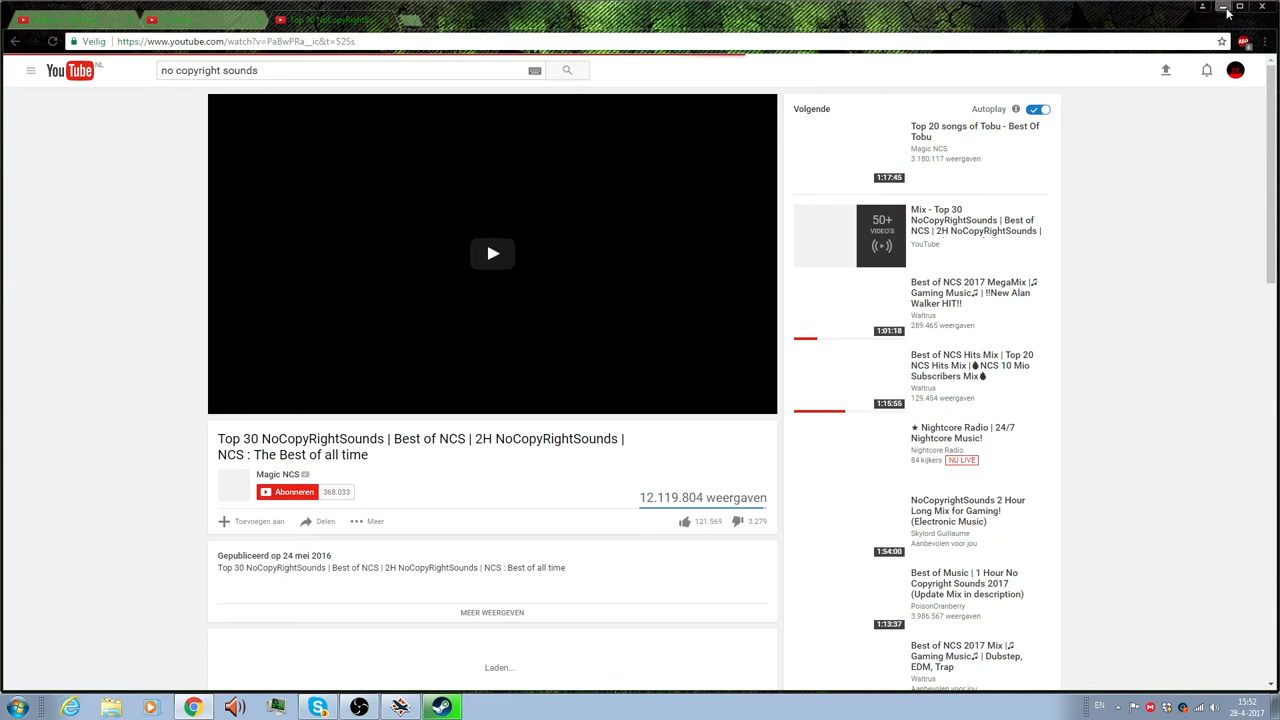 Top 30 NoCopyRightSo
Veilig
https://www.youtube.com/watch?v=PaBwPRa__ic&t=525s
YouTube NL
no copyright sounds
Volgende
Autoplay
Top 20 songs of Tobu - Best Of
Tobu
Magic NCS
3.180.117 weergaven
1:17:45
50+
VIDEO'S
Mix - Top 30
NoCopyRightSounds | Best of
NCS | 2H NoCopyRightSounds |
YouTube
Best of NCS 2017 MegaMix |♫
Gaming Music♫ | !!New Alan
Walker HIT!!
Waltrus
289.465 weergaven
1:01:18
Best of NCS Hits Mix | Top 20
NCS Hits Mix |💣NCS 10 Mio
Subscribers Mix💣
Waltrus
129.454 weergaven
1:15:55
★ Nightcore Radio | 24/7
Nightcore Music!
Nightcore Radio
84 kijkers NU LIVE
NoCopyrightSounds 2 Hour
Long Mix for Gaming!
(Electronic Music)
Skylord Guillaume
Aanbevolen voor jou
1:54:00
Best of Music | 1 Hour No
Copyright Sounds 2017
(Update Mix in description)
PoisonCranberry
3.986.567 weergaven
1:13:37
Best of NCS 2017 Mix |♫
Gaming Music♫ | Dubstep,
EDM, Trap
Waltrus
Aanbevolen voor jou
Top 30 NoCopyRightSounds | Best of NCS | 2H NoCopyRightSounds |
NCS : The Best of all time
Magic NCS
Abonneren 368.033
12.119.804 weergaven
Toevoegen aan
Delen
Meer
121.569
3.279
Gepubliceerd op 24 mei 2016
Top 30 NoCopyRightSounds | Best of NCS | 2H NoCopyRightSounds | NCS : Best of all time
MEER WEERGEVEN
Laden...
EN
15:52
28-4-2017